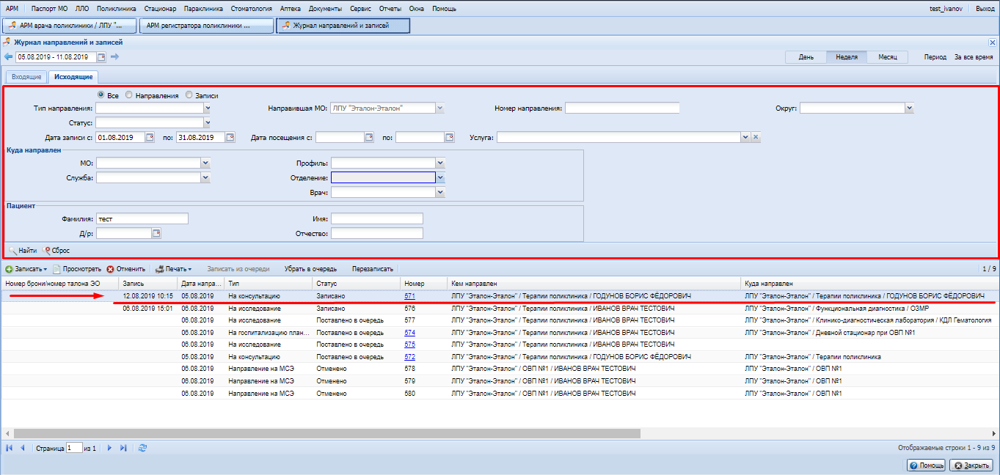 АРМ Паспорт МО ЛЛО Поликлиника Стационар Параклиника Стоматология Аптека Документы Сервис Отчеты Окна Помощь test_ivanov Выход
АРМ врача поликлиники / ЛПУ "... АРМ регистратора поликлиники ... Журнал направлений и записей
Журнал направлений и записей
05.08.2019 - 11.08.2019 День Неделя Месяц Период За все время
Входящие Исходящие
Все Направления Записи
Тип направления: Направившая МО: ЛПУ "Эталон-Эталон" Номер направления: Округ:
Статус:
Дата записи с: 01.08.2019 по: 31.08.2019 Дата посещения с: по: Услуга:
Куда направлен
МО: Профиль:
Служба: Отделение:
Врач:
Пациент
Фамилия: тест Имя:
Д/р: Отчество:
Найти Сброс
Записать Просмотреть Отменить Печать Записать из очереди Убрать в очередь Перезаписать 1 / 9
Номер брони/номер талона ЭО Запись Дата напра... Тип Статус Номер Кем направлен Куда направлен
12.08.2019 10:15 05.08.2019 На консультацию Записано 571 ЛПУ "Эталон-Эталон" / Терапии поликлиника / ГОДУНОВ БОРИС ФЁДОРОВИЧ ЛПУ "Эталон-Эталон" / Терапии поликлиника / ГОДУНОВ БОРИС ФЁДОРОВИЧ
06.08.2019 15:01 06.08.2019 На исследование Записано 576 ЛПУ "Эталон-Эталон" / Терапии поликлиника / ИВАНОВ ВРАЧ ТЕСТОВИЧ ЛПУ "Эталон-Эталон" / Функциональная диагностика / ОЗМР
06.08.2019 На исследование Поставлено в очередь 577 ЛПУ "Эталон-Эталон" / Терапии поликлиника / ИВАНОВ ВРАЧ ТЕСТОВИЧ ЛПУ "Эталон-Эталон" / Клинико-диагностическая лаборатория / КДЛ Гематология
06.08.2019 На госпитализацию план... Поставлено в очередь 574 ЛПУ "Эталон-Эталон" / Терапии поликлиника / ИВАНОВ ВРАЧ ТЕСТОВИЧ ЛПУ "Эталон-Эталон" / Дневной стационар при ОВП №1
06.08.2019 На исследование Поставлено в очередь 575 ЛПУ "Эталон-Эталон" / Терапии поликлиника / ИВАНОВ ВРАЧ ТЕСТОВИЧ
05.08.2019 На консультацию Поставлено в очередь 572 ЛПУ "Эталон-Эталон" / Терапии поликлиника / ГОДУНОВ БОРИС ФЁДОРОВИЧ ЛПУ "Эталон-Эталон" / Терапии поликлиника
06.08.2019 Направление на МСЭ Отменено 578 ЛПУ "Эталон-Эталон" / ОВП №1 / ИВАНОВ ВРАЧ ТЕСТОВИЧ ЛПУ "Эталон-Эталон" / ОВП №1
06.08.2019 Направление на МСЭ Отменено 579 ЛПУ "Эталон-Эталон" / ОВП №1 / ИВАНОВ ВРАЧ ТЕСТОВИЧ ЛПУ "Эталон-Эталон" / ОВП №1
06.08.2019 Направление на МСЭ Отменено 580 ЛПУ "Эталон-Эталон" / ОВП №1 / ИВАНОВ ВРАЧ ТЕСТОВИЧ ЛПУ "Эталон-Эталон" / ОВП №1
Страница 1 из 1 Отображаемые строки 1 - 9 из 9
Помощь Закрыть